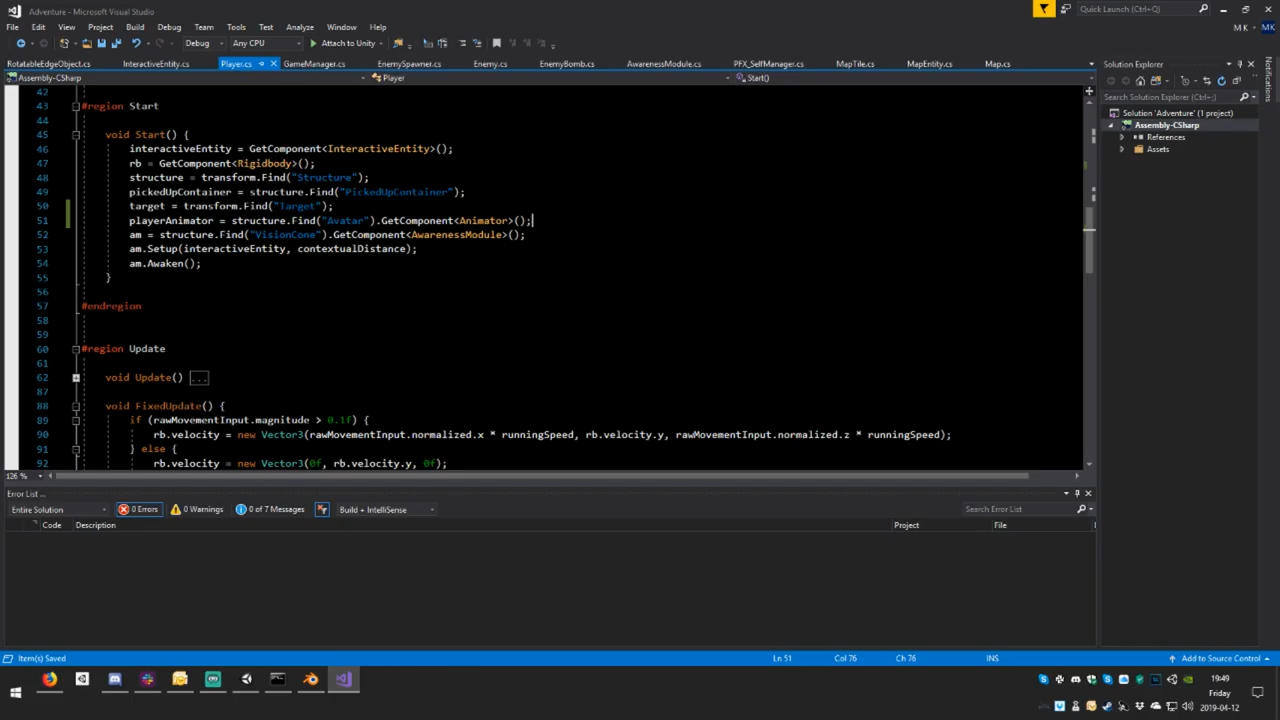 Adventure - Microsoft Visual Studio
Quick Launch (Ctrl+;)
File Edit View Project Build Debug Team Tools Test Analyze Window Help
M K MK
Debug Any CPU Attach to Unity
RotatableEdgeObject.cs InteractiveEntity.cs Player.cs GameManager.cs EnemySpawner.cs Enemy.cs EnemyBomb.cs AwarenessModule.cs PFX_SelfManager.cs MapTile.cs MapEntity.cs Map.cs
Assembly-CSharp Player Start()
42
43 #region Start
44
45 void Start() {
46 interactiveEntity = GetComponent<InteractiveEntity>();
47 rb = GetComponent<Rigidbody>();
48 structure = transform.Find("Structure");
49 pickedUpContainer = structure.Find("PickedUpContainer");
50 target = transform.Find("Target");
51 playerAnimator = structure.Find("Avatar").GetComponent<Animator>();
52 am = structure.Find("VisionCone").GetComponent<AwarenessModule>();
53 am.Setup(interactiveEntity, contextualDistance);
54 am.Awaken();
55 }
56
57 #endregion
58
59
60 #region Update
61
62 void Update() ...
87
88 void FixedUpdate() {
89 if (rawMovementInput.magnitude > 0.1f) {
90 rb.velocity = new Vector3(rawMovementInput.normalized.x * runningSpeed, rb.velocity.y, rawMovementInput.normalized.z * runningSpeed);
91 } else {
92 rb.velocity = new Vector3(0f, rb.velocity.y, 0f);
126 %
Error List ...
Entire Solution 0 Errors 0 Warnings 0 of 7 Messages Build + IntelliSense Search Error List
Code Description Project File
Solution Explorer
Search Solution Explorer (Ctrl+;)
Solution 'Adventure' (1 project)
Assembly-CSharp
References
Assets
Notifications
Item(s) Saved Ln 51 Col 76 Ch 76 INS Add to Source Control
19:49
Friday
2019-04-12